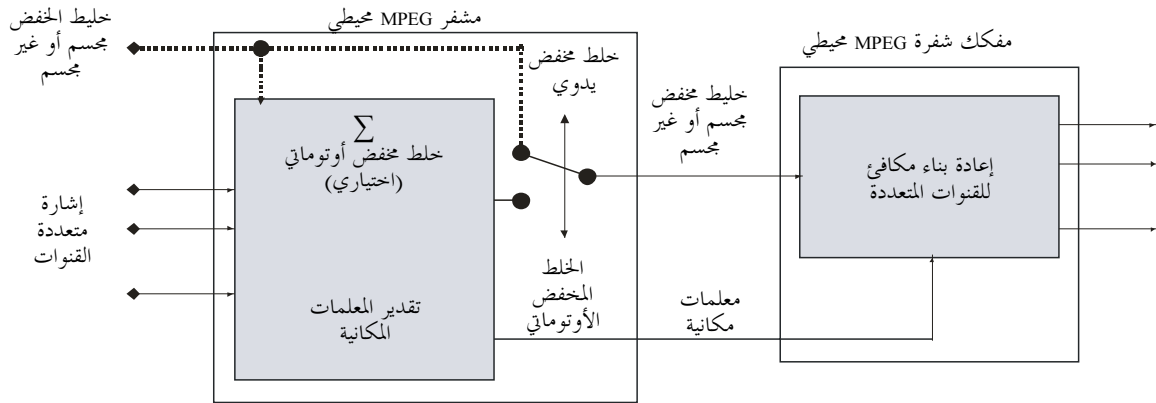 مشفر MPEG محيطي
خليط الخفض
مجسم أو غير
مجسم
خلط مخفض
يدوي
مفكك شفرة MPEG محيطي
∑
خلط مخفض أوتوماتي
(اختياري)
خليط مخفض
مجسم أو غير
مجسم
إعادة بناء مكافئ
للقنوات المتعددة
إشارة
متعددة
القنوات
الخلط
المخفض
الأوتوماتي
تقدير المعلمات
المكانية
معلمات
مكانية